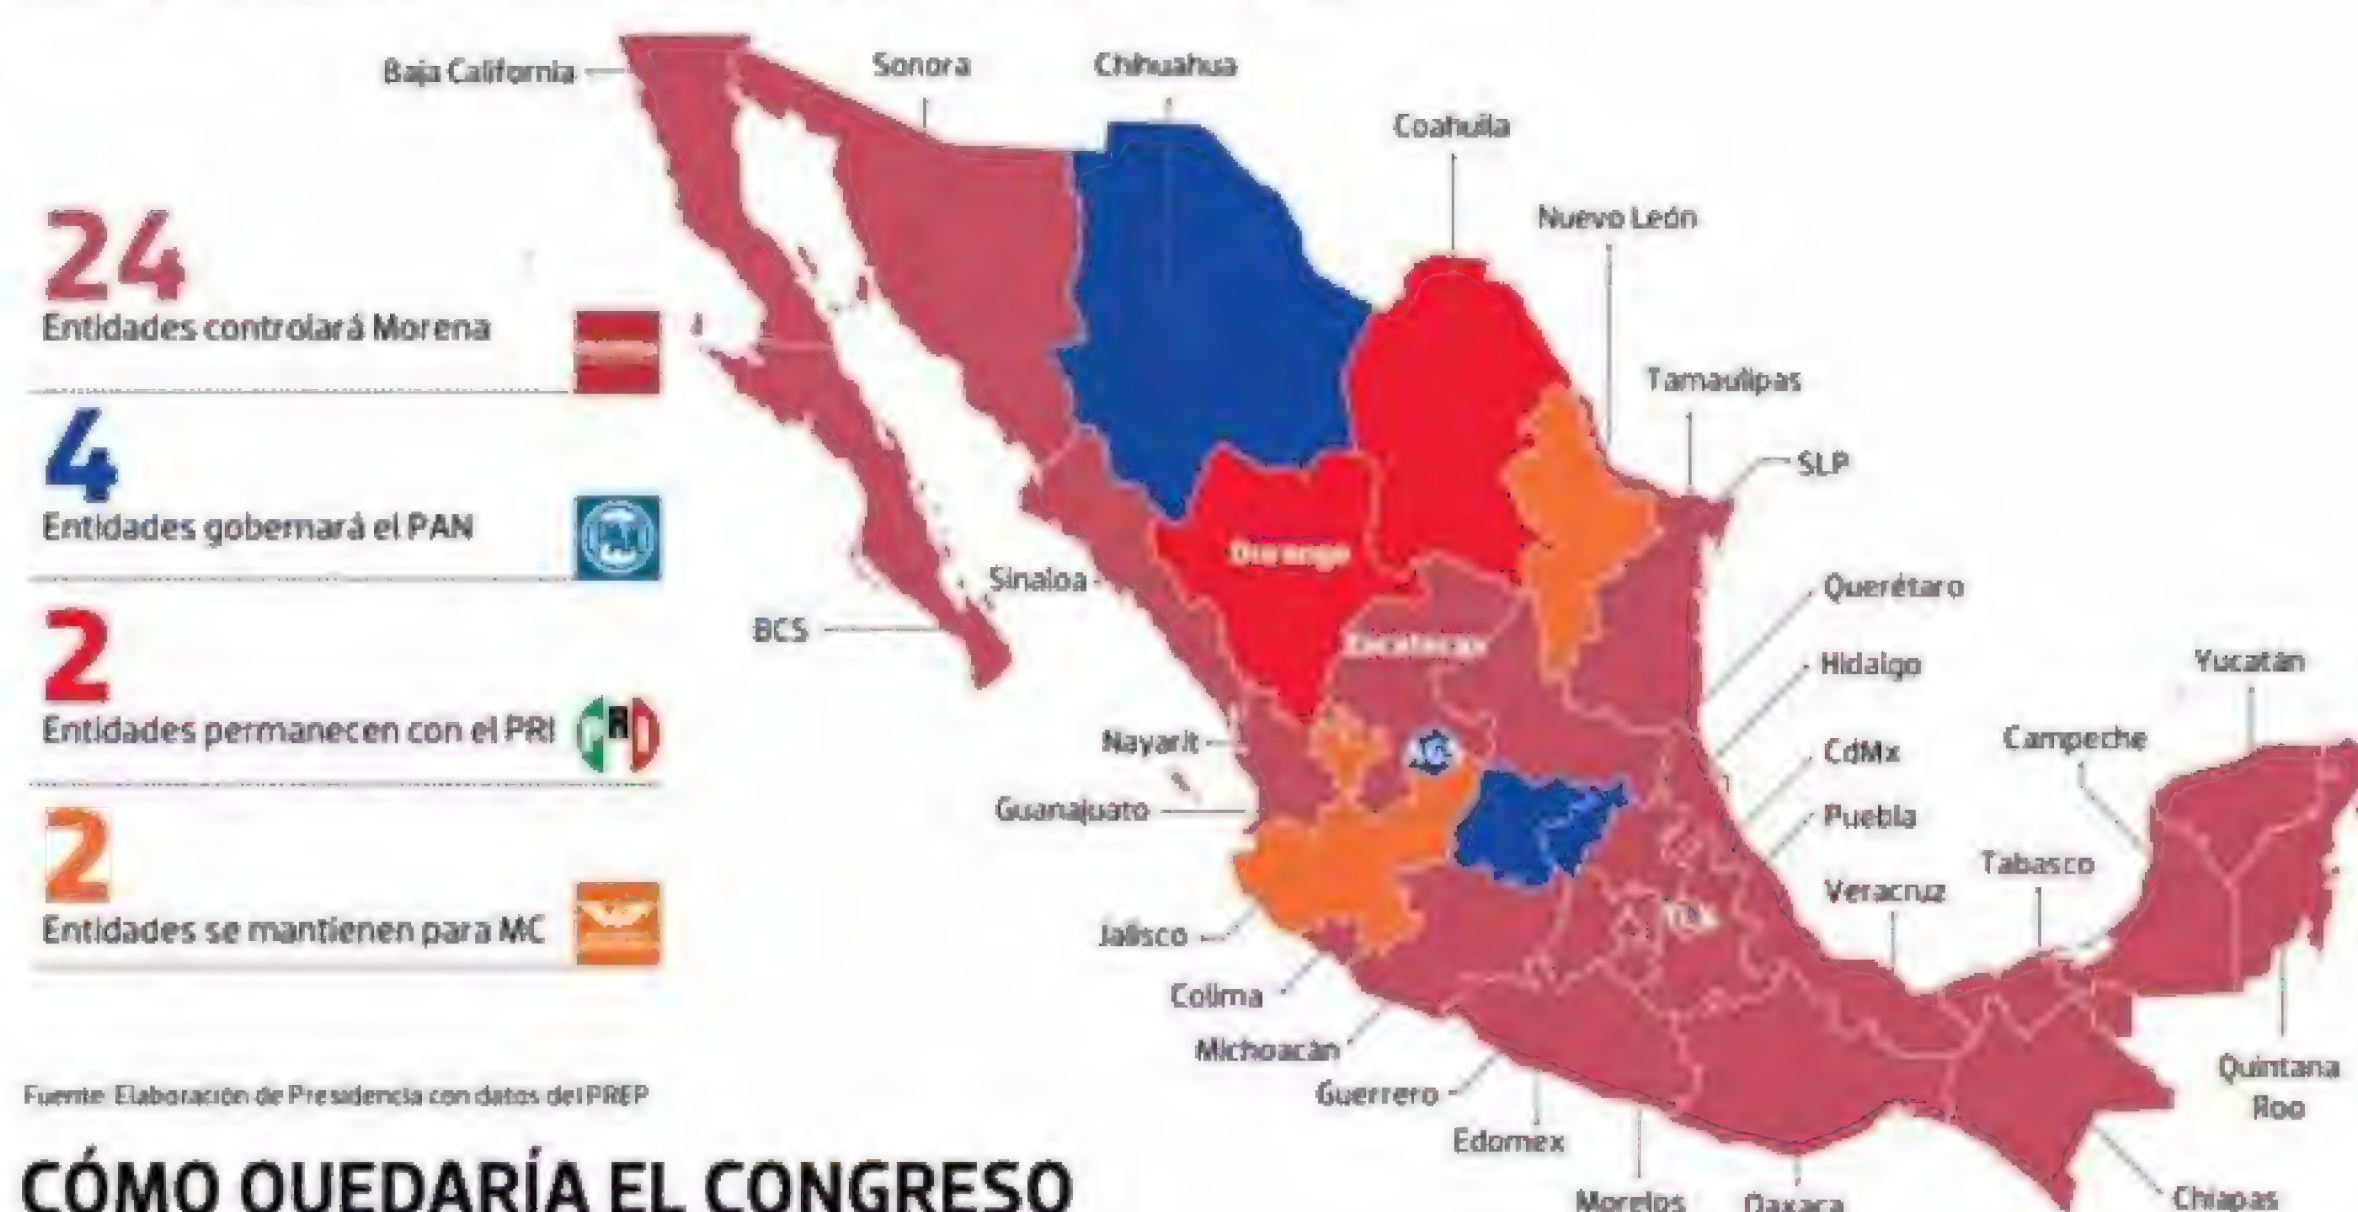 Baja California
Sonora
Chihuahua
Coahuila
Nuevo León
Tamaulipas
SLP
24
Entidades controlará Morena
4
Entidades gobernará el PAN
PAN
2
Entidades permanecen con el PRI
PRI
2
Entidades se mantienen para MC
Durango
Sinaloa
BCS
Zacatecas
Querétaro
Hidalgo
CdMx
Puebla
Veracruz
Nayarit
Guanajuato
Jalisco
Colima
Michoacán
Guerrero
Edomex
Morelos
Oaxaca
Chiapas
Tabasco
Campeche
Yucatán
Quintana
Roo
Fuente: Elaboración de Presidencia con datos del PREP
CÓMO QUEDARÍA EL CONGRESO